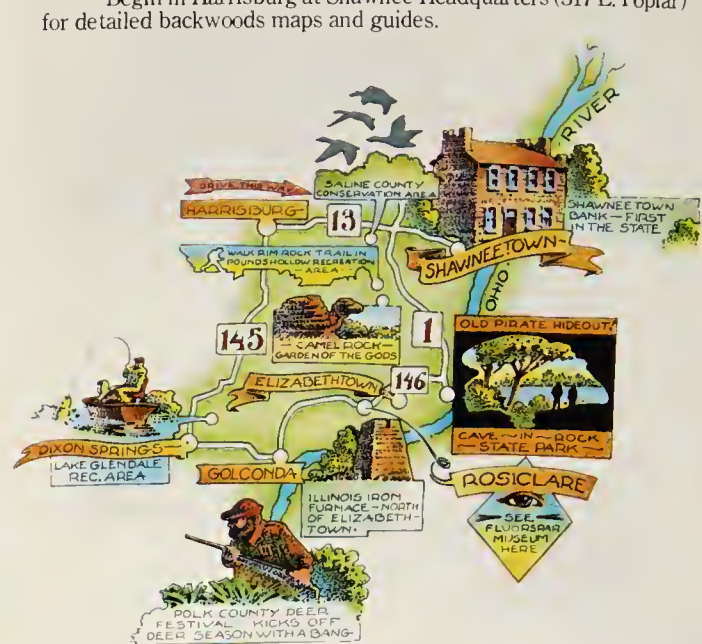 Begin in Harrisburg at Shawnee Headquarters (317 E. Poplar)
for detailed backwoods maps and guides.
RIVER
DRIVE THIS WAY
HARRISBURG
SALINE COUNTY
CONSERVATION AREA
13
SHAWNEETOWN
BANK – FIRST
IN THE STATE
SHAWNEETOWN
WALK RIM ROCK TRAIL IN
POUNDS HOLLOW RECREATION
AREA
OHIO
145
CAMEL ROCK
GARDEN OF THE GODS
1
OLD PIRATE HIDEOUT
ELIZABETHTOWN
146
CAVE-IN-ROCK
STATE PARK
DIXON SPRINGS
LAKE GLENDALE
REC. AREA
GOLCONDA
ROSICLARE
ILLINOIS IRON
FURNACE – NORTH
OF ELIZABETH-
TOWN.
SEE
FLUORSPAR
MUSEUM
HERE
POLK COUNTY DEER
FESTIVAL KICKS OFF
DEER SEASON WITH A BANG